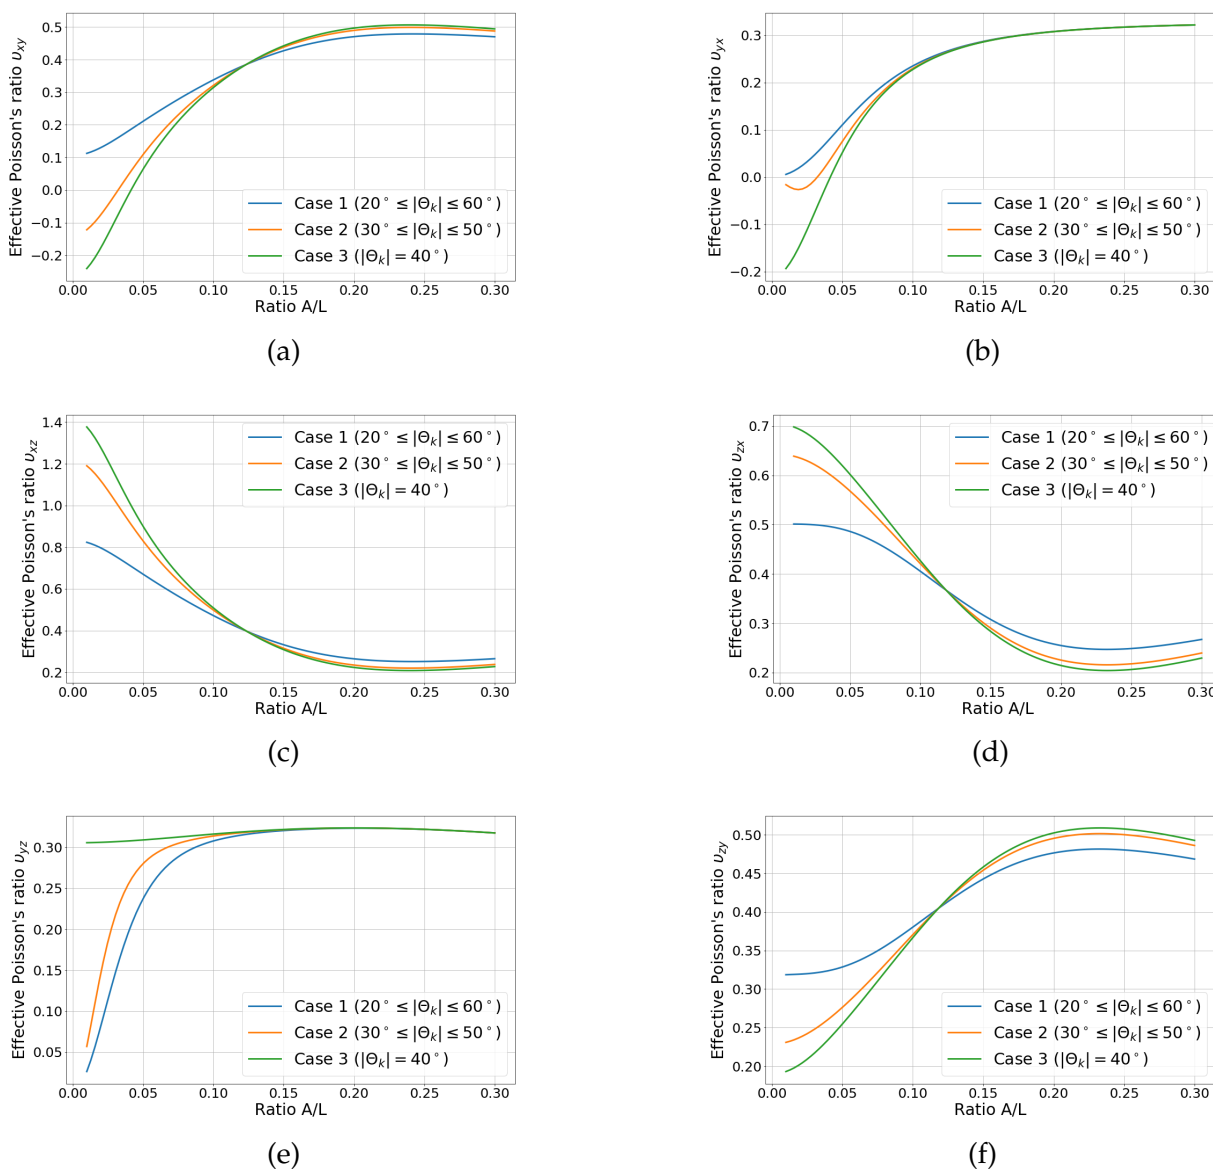 Effective Poisson's ratio υxy
0.5
0.4
0.3
0.2
0.1
0.0
−0.1
−0.2
Case 1 (20° ≤ |Θk| ≤ 60°)
Case 2 (30° ≤ |Θk| ≤ 50°)
Case 3 (|Θk| = 40°)
0.00 0.05 0.10 0.15 0.20 0.25 0.30
Ratio A/L
(a)
Effective Poisson's ratio υyx
0.3
0.2
0.1
0.0
−0.1
−0.2
Case 1 (20° ≤ |Θk| ≤ 60°)
Case 2 (30° ≤ |Θk| ≤ 50°)
Case 3 (|Θk| = 40°)
0.00 0.05 0.10 0.15 0.20 0.25 0.30
Ratio A/L
(b)
Effective Poisson's ratio υxz
1.4
1.2
1.0
0.8
0.6
0.4
0.2
Case 1 (20° ≤ |Θk| ≤ 60°)
Case 2 (30° ≤ |Θk| ≤ 50°)
Case 3 (|Θk| = 40°)
0.00 0.05 0.10 0.15 0.20 0.25 0.30
Ratio A/L
(c)
Effective Poisson's ratio υzx
0.7
0.6
0.5
0.4
0.3
0.2
Case 1 (20° ≤ |Θk| ≤ 60°)
Case 2 (30° ≤ |Θk| ≤ 50°)
Case 3 (|Θk| = 40°)
0.00 0.05 0.10 0.15 0.20 0.25 0.30
Ratio A/L
(d)
Effective Poisson's ratio υyz
0.30
0.25
0.20
0.15
0.10
0.05
Case 1 (20° ≤ |Θk| ≤ 60°)
Case 2 (30° ≤ |Θk| ≤ 50°)
Case 3 (|Θk| = 40°)
0.00 0.05 0.10 0.15 0.20 0.25 0.30
Ratio A/L
(e)
Effective Poisson's ratio υzy
0.50
0.45
0.40
0.35
0.30
0.25
0.20
Case 1 (20° ≤ |Θk| ≤ 60°)
Case 2 (30° ≤ |Θk| ≤ 50°)
Case 3 (|Θk| = 40°)
0.00 0.05 0.10 0.15 0.20 0.25 0.30
Ratio A/L
(f)